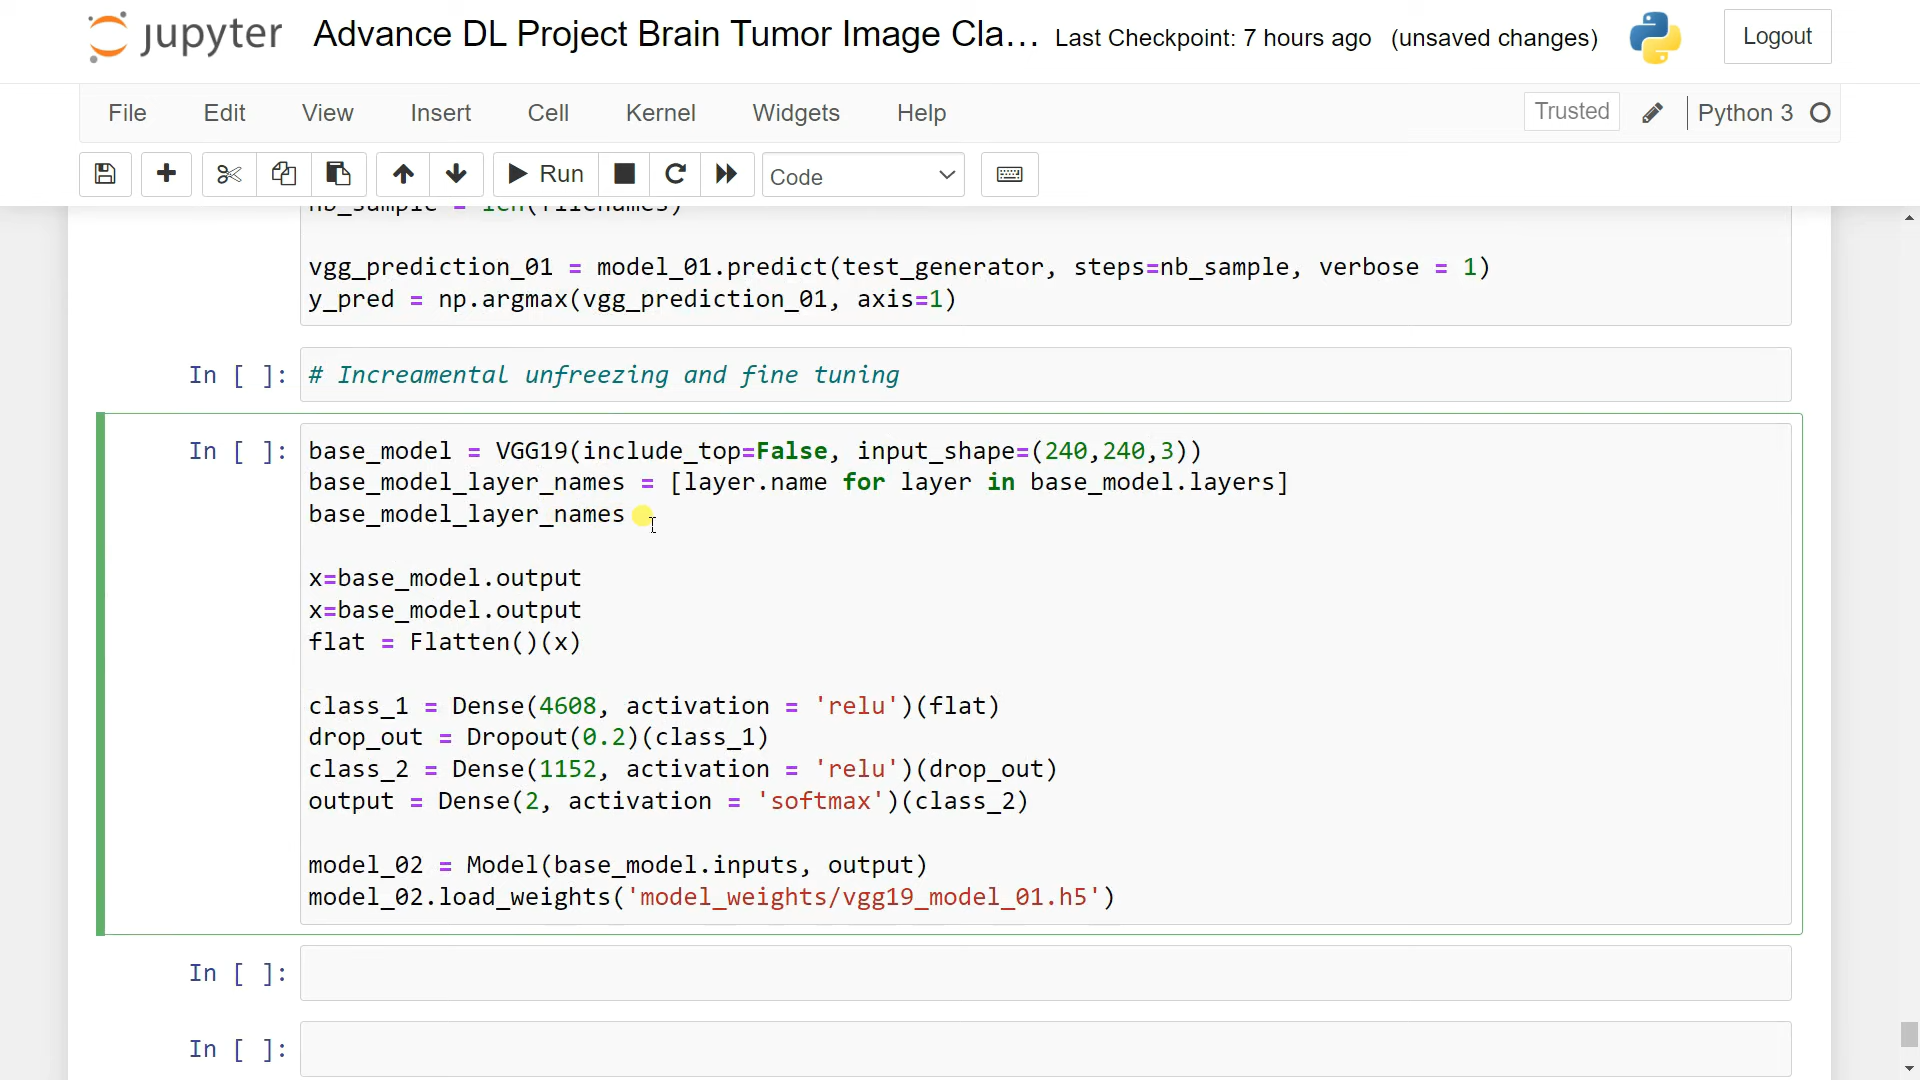 jupyter Advance DL Project Brain Tumor Image Cla... Last Checkpoint: 7 hours ago (unsaved changes) Logout
File Edit View Insert Cell Kernel Widgets Help Trusted Python 3
Run Code
nb_sample = len(filenames)
vgg_prediction_01 = model_01.predict(test_generator, steps=nb_sample, verbose = 1)
y_pred = np.argmax(vgg_prediction_01, axis=1)
In [ ]: # Increamental unfreezing and fine tuning
In [ ]: base_model = VGG19(include_top=False, input_shape=(240,240,3))
base_model_layer_names = [layer.name for layer in base_model.layers]
base_model_layer_names
x=base_model.output
x=base_model.output
flat = Flatten()(x)
class_1 = Dense(4608, activation = 'relu')(flat)
drop_out = Dropout(0.2)(class_1)
class_2 = Dense(1152, activation = 'relu')(drop_out)
output = Dense(2, activation = 'softmax')(class_2)
model_02 = Model(base_model.inputs, output)
model_02.load_weights('model_weights/vgg19_model_01.h5')
In [ ]:
In [ ]: